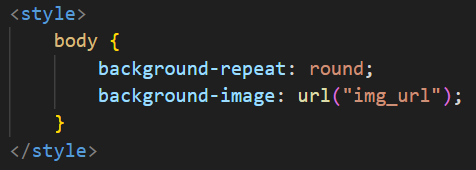 <style>
    body {
        background-repeat: round;
        background-image: url("img_url");
    }
</style>